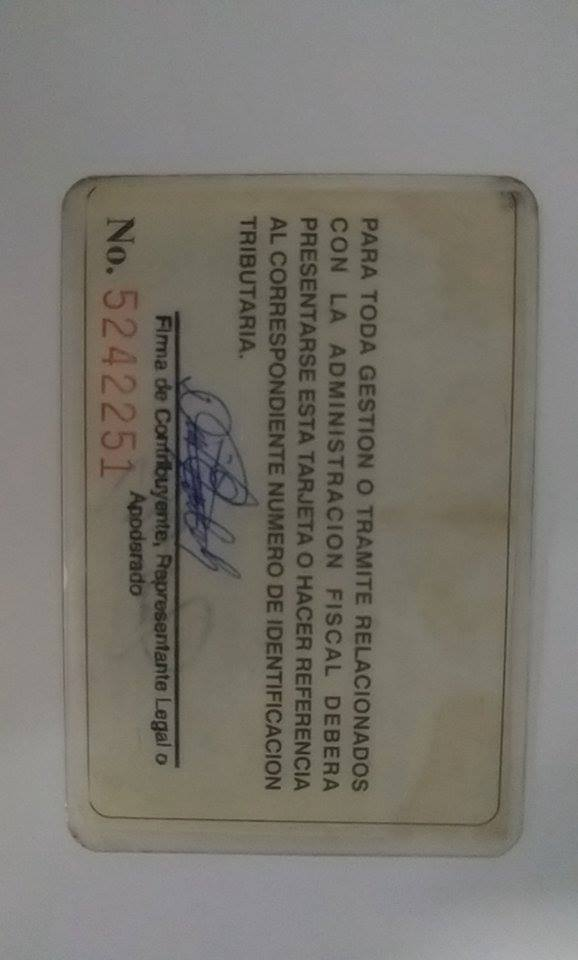 PARA TODA GESTION O TRAMITE RELACIONADOS
CON LA ADMINISTRACION FISCAL DEBERA
PRESENTARSE ESTA TARJETA O HACER REFERENCIA
AL CORRESPONDIENTE NUMERO DE IDENTIFICACION
TRIBUTARIA.
Firma de Contribuyente, Representante Legal o
Apoderado
No. 5242251